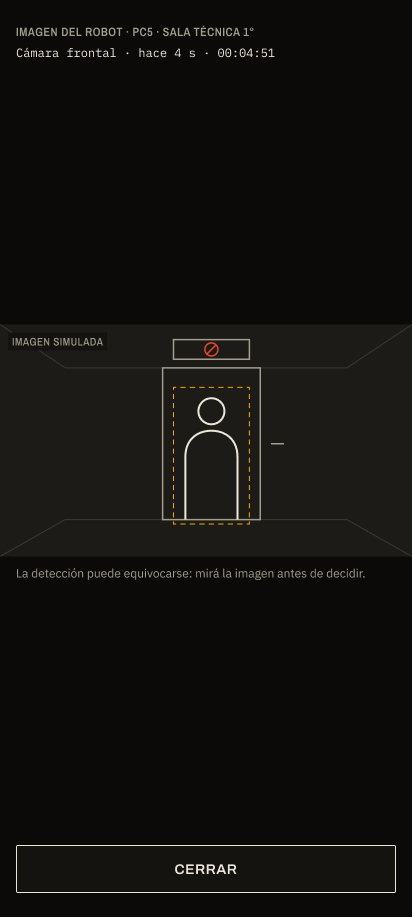 IMAGEN DEL ROBOT · PC5 · SALA TÉCNICA 1°
Cámara frontal · hace 4 s · 00:04:51
IMAGEN SIMULADA
La detección puede equivocarse: mirá la imagen antes de decidir.
CERRAR